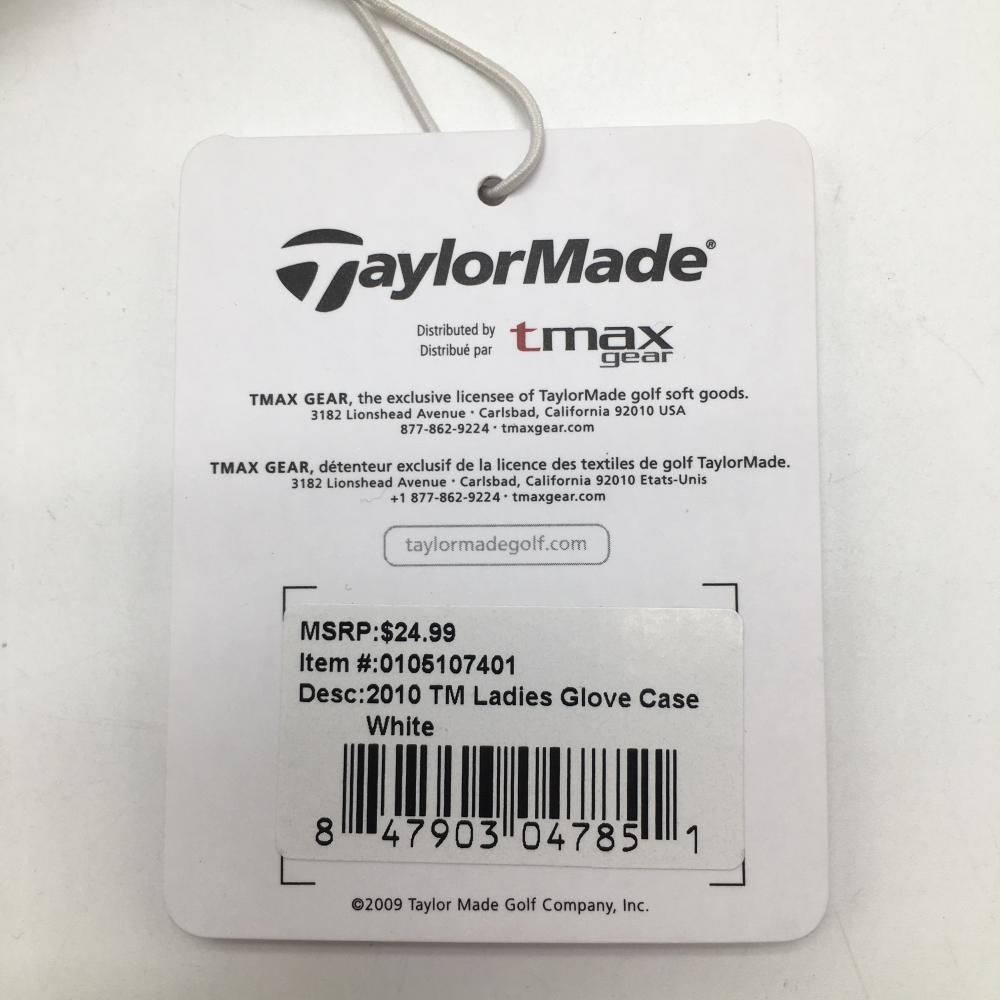 TaylorMade®
Distributed by
Distribué par
tmax
gear
TMAX GEAR, the exclusive licensee of TaylorMade golf soft goods.
3182 Lionshead Avenue · Carlsbad, California 92010 USA
877-862-9224 · tmaxgear.com
TMAX GEAR, détenteur exclusif de la licence des textiles de golf TaylorMade.
3182 Lionshead Avenue · Carlsbad, California 92010 Etats-Unis
+1 877-862-9224 · tmaxgear.com
taylormadegolf.com
MSRP:$24.99
Item #:0105107401
Desc:2010 TM Ladies Glove Case
White
8 47903 04785 1
©2009 Taylor Made Golf Company, Inc.